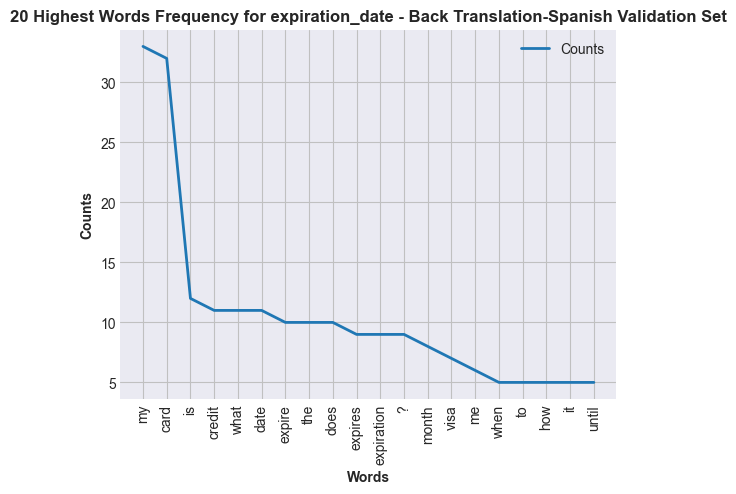 20 Highest Words Frequency for expiration_date - Back Translation-Spanish Validation Set
Counts
30
25
20
15
10
5
Counts
my
card
is
credit
what
date
expire
the
does
expires
expiration
?
month
visa
me
when
to
how
it
until
Words